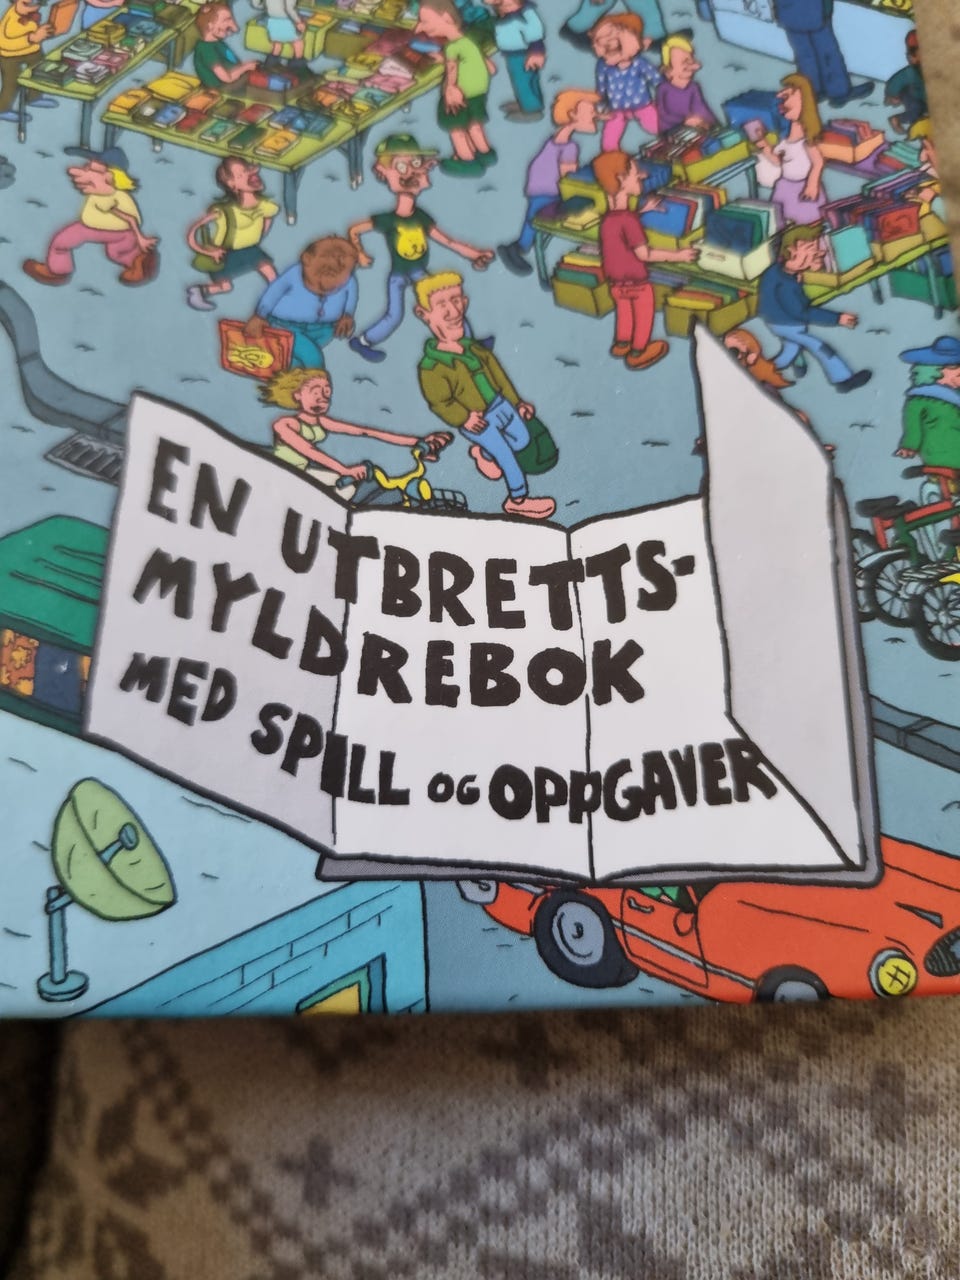 EN UTBRETTS-
MYLDREBOK
MED SPILL OG OPPGAVER